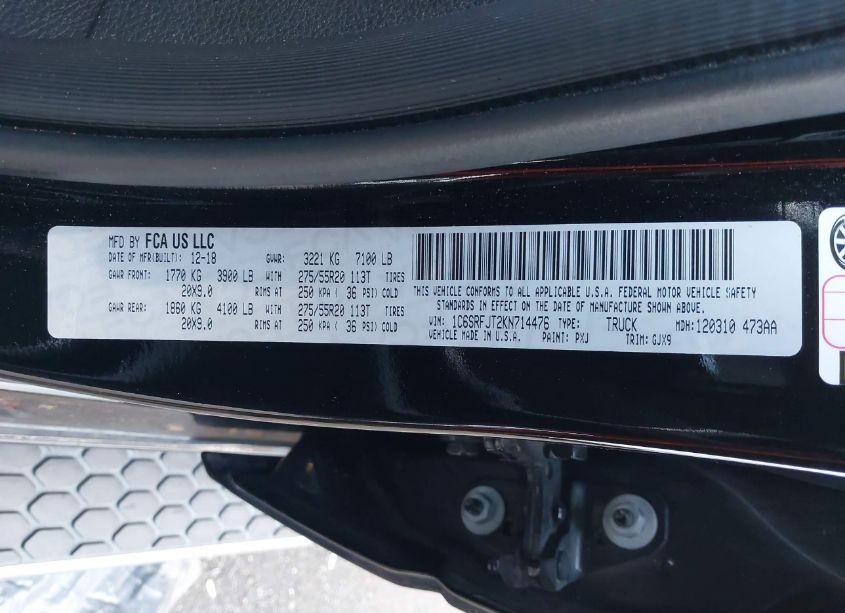 MFD BY FCA US LLC
DATE OF MFR(BUILT): 12-18 GVWR: 3221 KG 7100 LB
GAWR FRONT: 1770 KG 3900 LB WITH 275/55R20 113T TIRES
20X9.0 RIMS AT 250 KPA ( 36 PSI) COLD
GAWR REAR: 1860 KG 4100 LB WITH 275/55R20 113T TIRES
20X9.0 RIMS AT 250 KPA ( 36 PSI) COLD
THIS VEHICLE CONFORMS TO ALL APPLICABLE U.S.A. FEDERAL MOTOR VEHICLE SAFETY
STANDARDS IN EFFECT ON THE DATE OF MANUFACTURE SHOWN ABOVE.
VIN: 1C6SRFJT2KN714476 TYPE: TRUCK MDH:120310 473AA
VEHICLE MADE IN U.S.A. PAINT: PXJ TRIM:GJX9